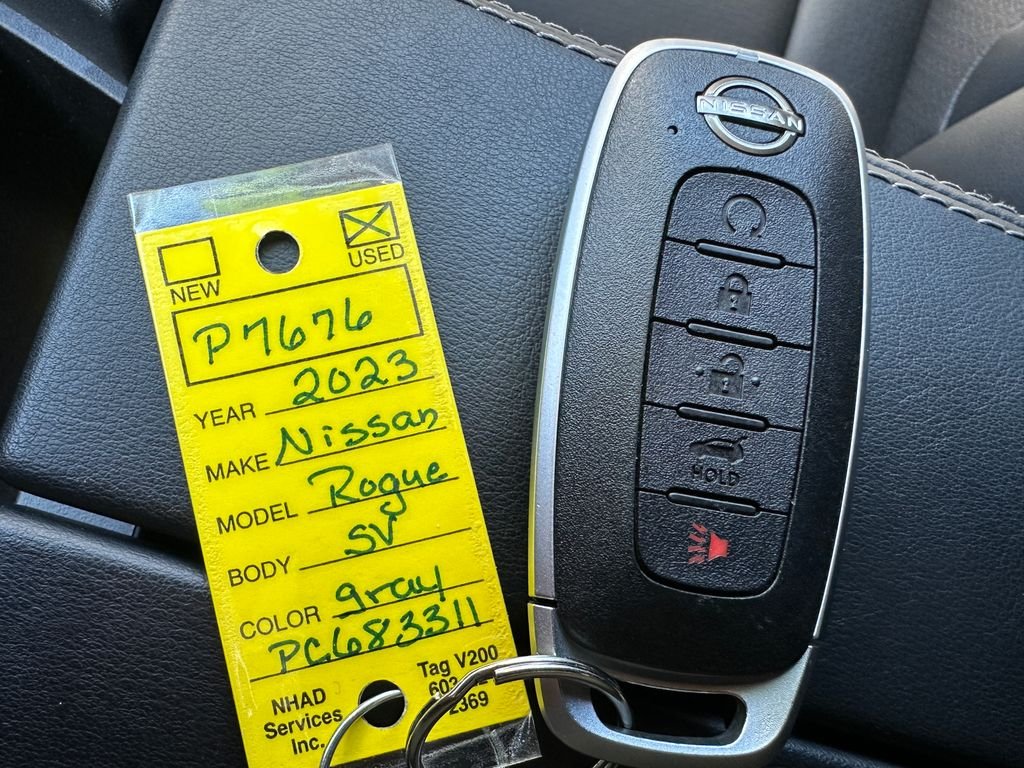 NEW
USED
P7676
YEAR 2023
MAKE Nissan
MODEL Rogue
BODY SV
COLOR gray
PC683311
NHAD
Services
Inc.
Tag V200
2369
NISSAN
HOLD